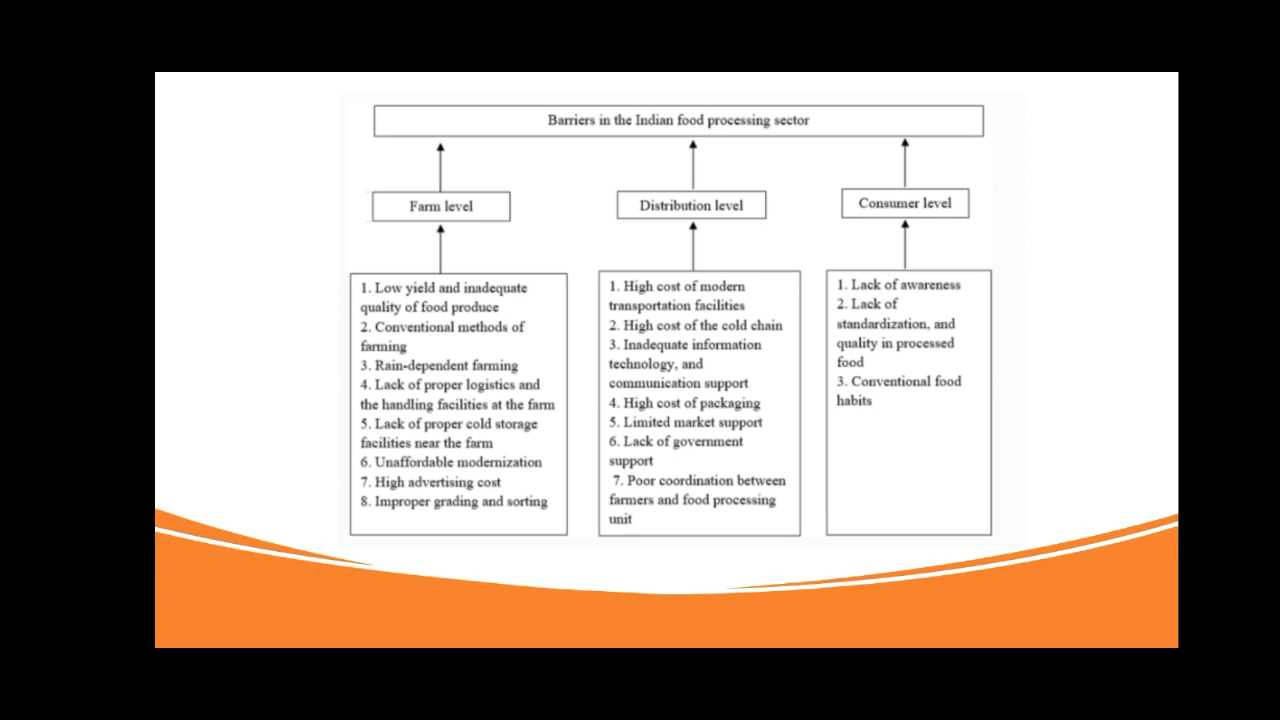 Barriers in the Indian food processing sector
Farm level
Distribution level
Consumer level
1. Low yield and inadequate
quality of food produce
2. Conventional methods of
farming
3. Rain-dependent farming
4. Lack of proper logistics and
the handling facilities at the farm
5. Lack of proper cold storage
facilities near the farm
6. Unaffordable modernization
7. High advertising cost
8. Improper grading and sorting
1. High cost of modern
transportation facilities
2. High cost of the cold chain
3. Inadequate information
technology, and
communication support
4. High cost of packaging
5. Limited market support
6. Lack of government
support
7. Poor coordination between
farmers and food processing
unit
1. Lack of awareness
2. Lack of
standardization, and
quality in processed
food
3. Conventional food
habits